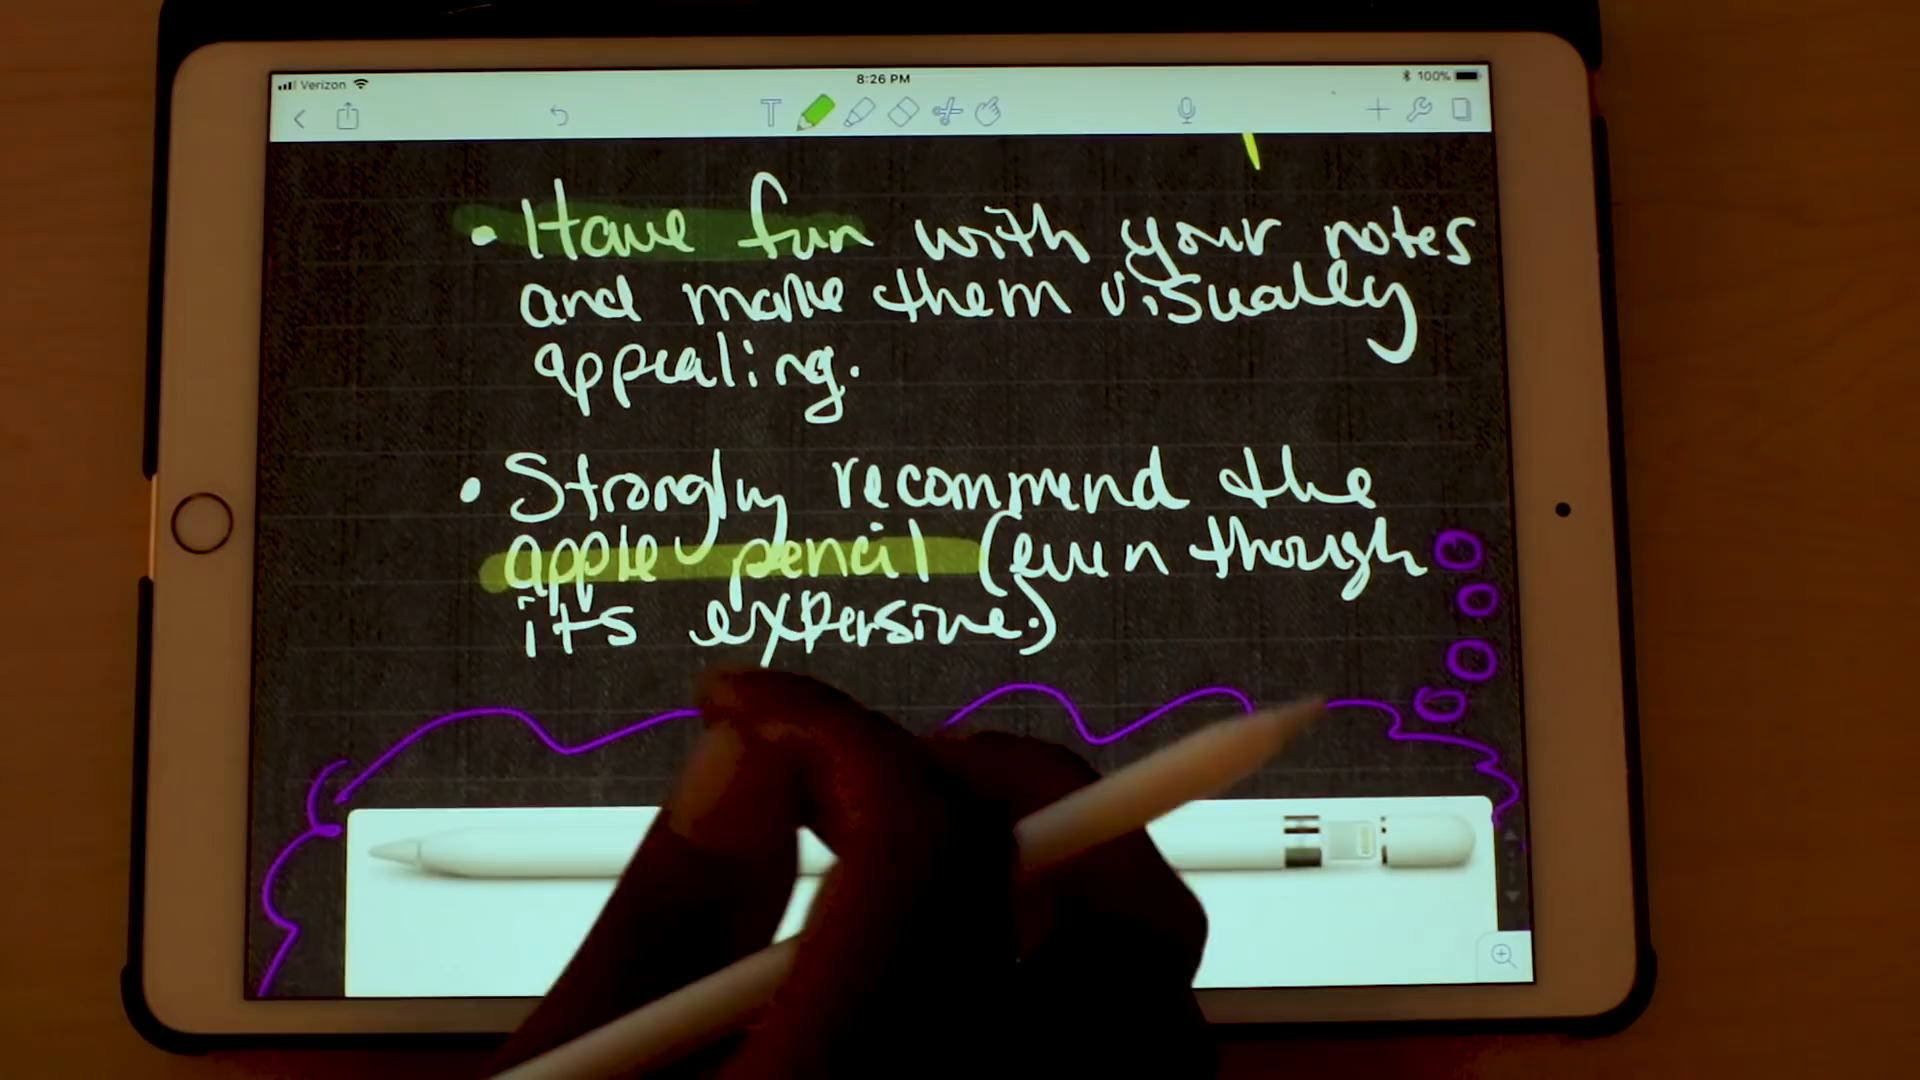 Verizon 8:26 PM 100%
T
• Have fun with your notes
and make them visually
appealing.
• Strongly recommend the
apple pencil (even though
its expensive.)